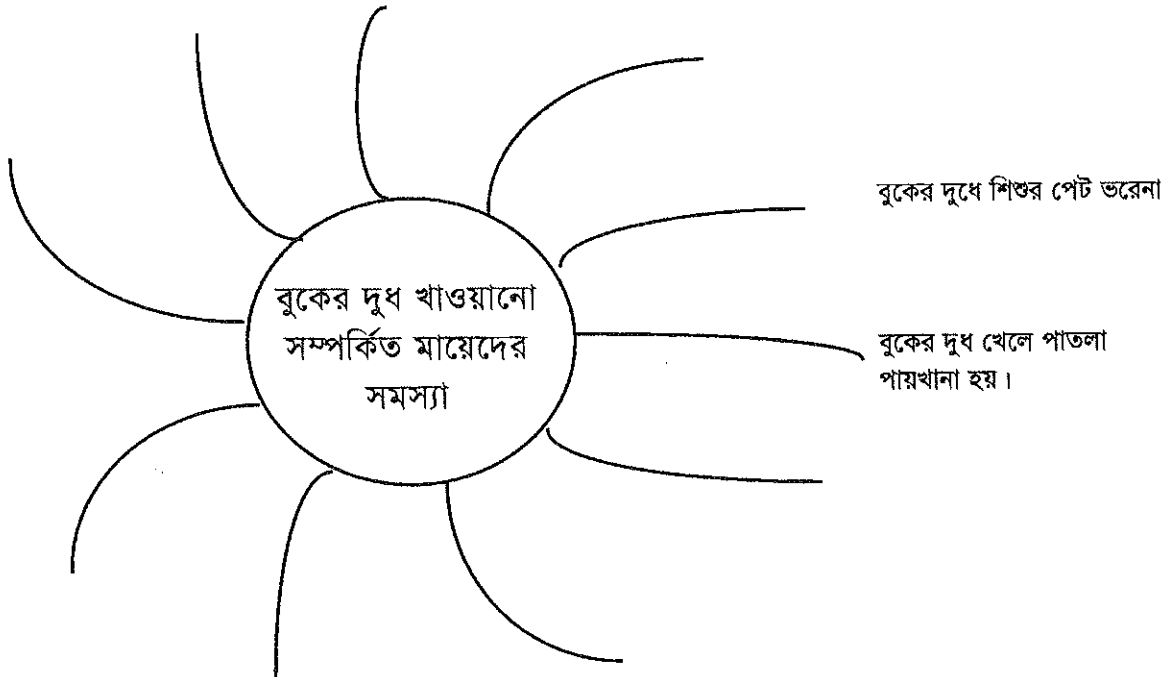 বুকের দুধে শিশুর পেট ভরেনা
বুকের দুধ খাওয়ানো
সম্পর্কিত মায়েদের
সমস্যা
বুকের দুধ খেলে পাতলা
পায়খানা হয়।